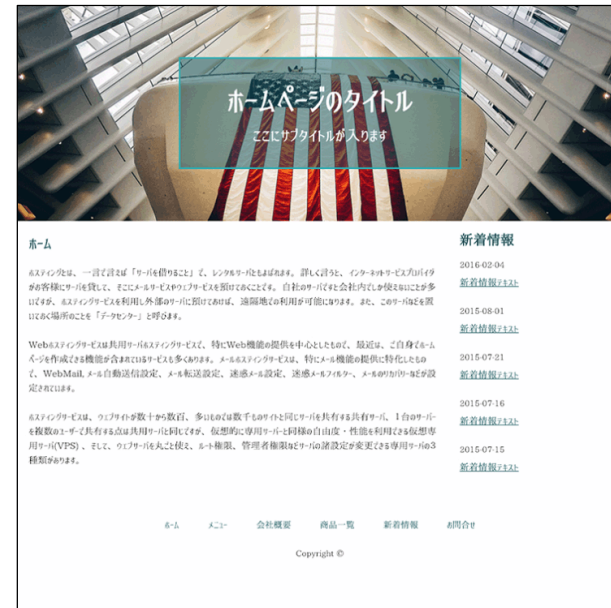 ホームページのタイトル
ここにサブタイトルが入ります
ホーム
ホスティングとは、一言で言えば「サーバを借りること」で、レンタルサーバともよばれます。詳しく言うと、インターネットサービスプロバイダ
がお客様にサーバを貸して、そこにメールサービスやウェブサービスを預けておくことです。自社のサーバですと会社内でしか使えないことが多
いですが、ホスティングサービスを利用し外部のサーバに預けておけば、遠隔地での利用が可能になります。また、このサーバなどを置
いておく場所のことを「データセンター」と呼びます。
Webホスティングサービスは共用サーバホスティングサービスで、特にWeb機能の提供を中心としたもので、最近は、ご自身でホーム
ページを作成できる機能が含まれているサービスも多くあります。メールホスティングサービスは、特にメール機能の提供に特化したもの
で、WebMail, メール自動送信設定、メール転送設定、迷惑メール設定、迷惑メールフィルター、メールのリカバリーなどが設
定されています。
ホスティングサービスは、ウェブサイトが数十から数百、多いものでは数千ものサイトと同じサーバを共有する共有サーバ、1台のサーバー
を複数のユーザーで共有する点は共用サーバと同じですが、仮想的に専用サーバーと同様の自由度・性能を利用できる仮想専
用サーバ(VPS) 、そして、ウェブサーバを丸ごと使え、ルート権限、管理者権限などサーバの諸設定が変更できる専用サーバの3
種類があります。
新着情報
2016-02-04
新着情報テキスト
2015-08-01
新着情報テキスト
2015-07-21
新着情報テキスト
2015-07-16
新着情報テキスト
2015-07-15
新着情報テキスト
ホーム メニュー 会社概要 商品一覧 新着情報 お問合せ
Copyright ©